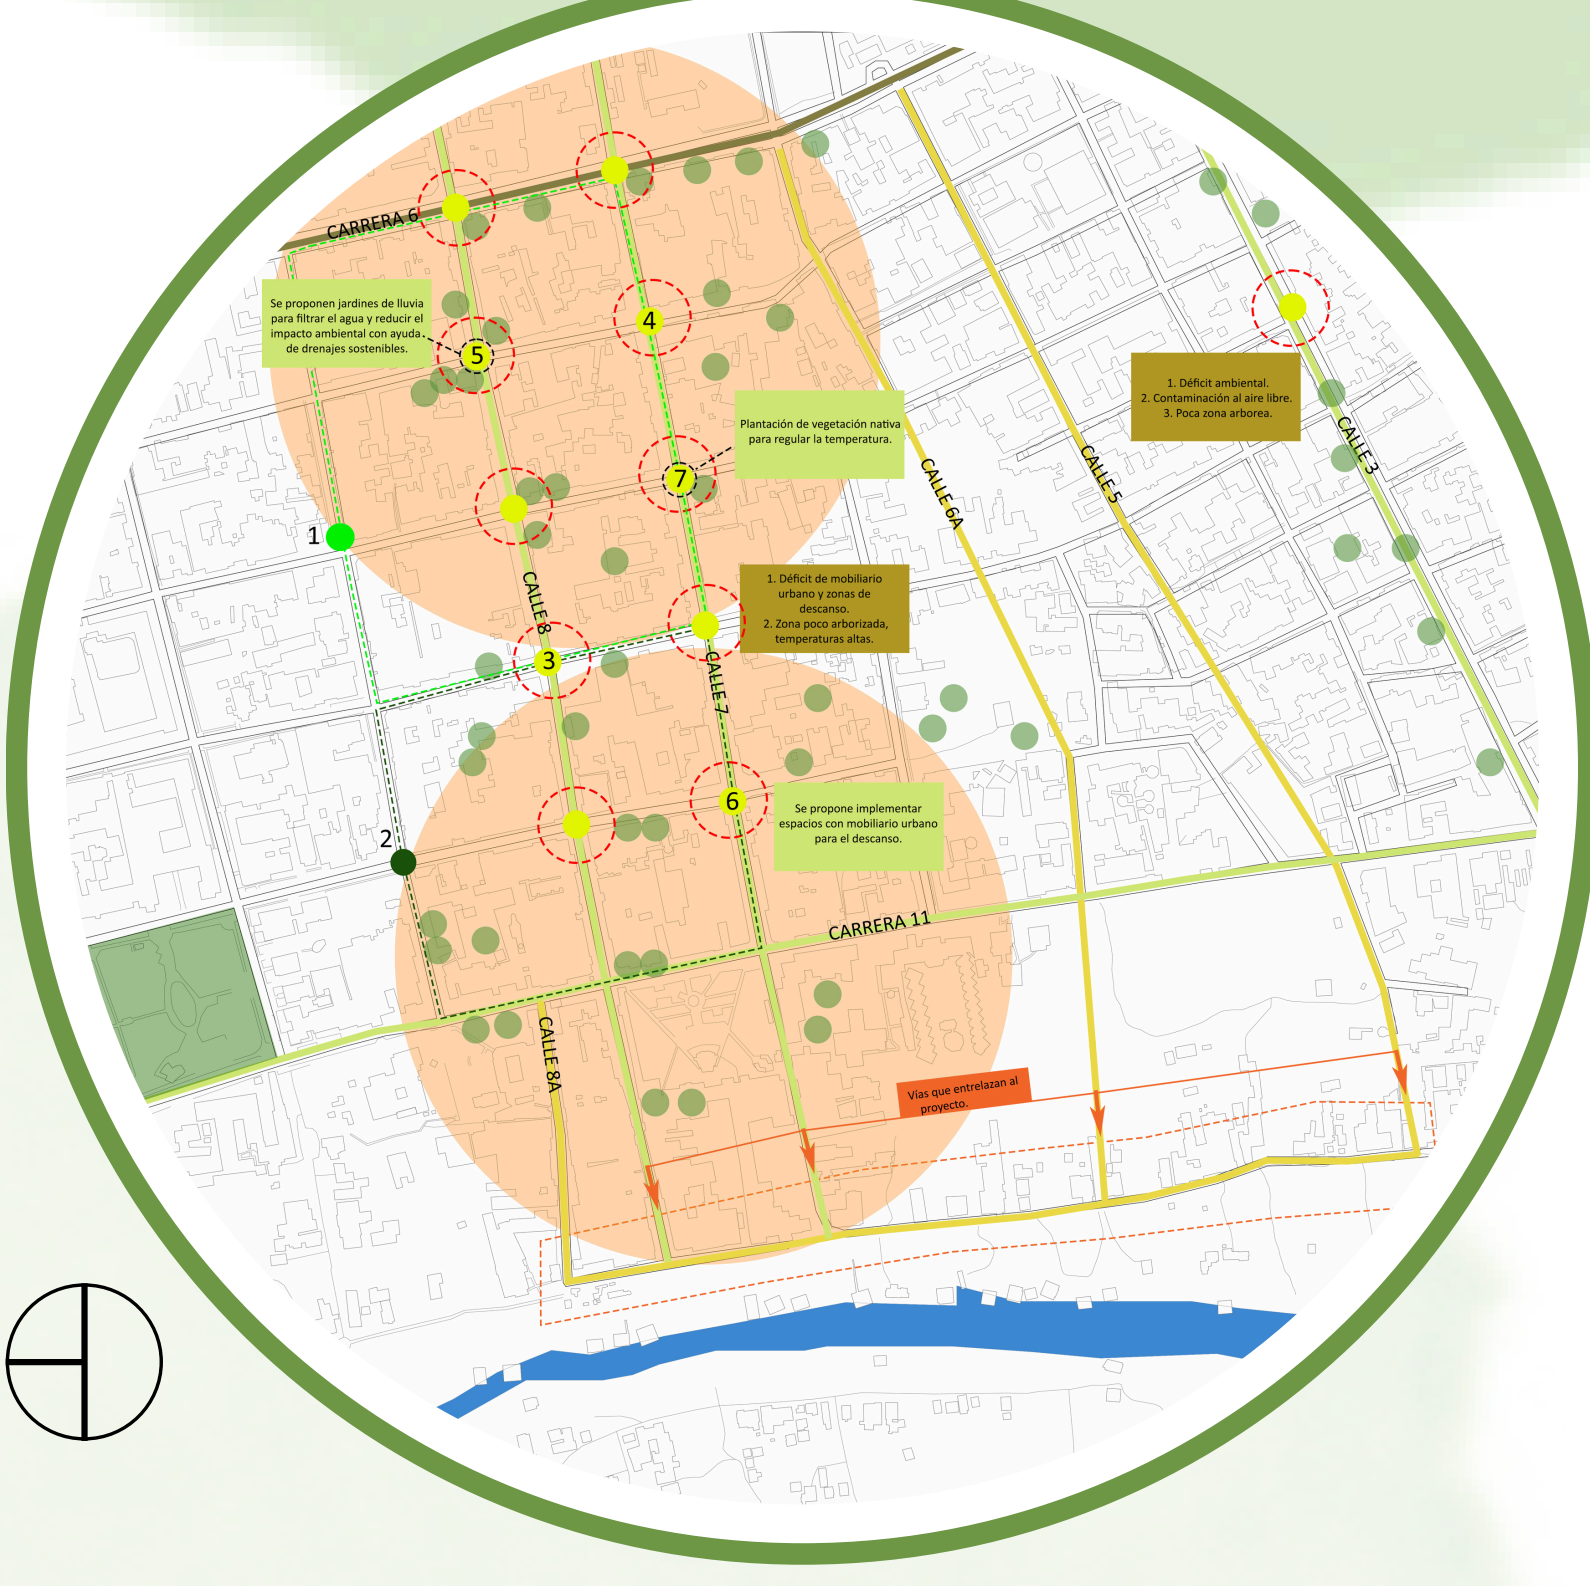 CARRERA 6
Se proponen jardines de lluvia
para filtrar el agua y reducir el
impacto ambiental con ayuda
de drenajes sostenibles.
4
5
1. Déficit ambiental.
2. Contaminación al aire libre.
3. Poca zona arborea.
Plantación de vegetación nativa
para regular la temperatura.
CALLE 3
7
CALLE 5
CALLE 6A
1
1. Déficit de mobiliario
urbano y zonas de
descanso.
2. Zona poco arborizada,
temperaturas altas.
CALLE 8
3
CALLE 7
6
Se propone implementar
espacios con mobiliario urbano
para el descanso.
2
CARRERA 11
CALLE 8A
Vías que entrelazan al
proyecto.